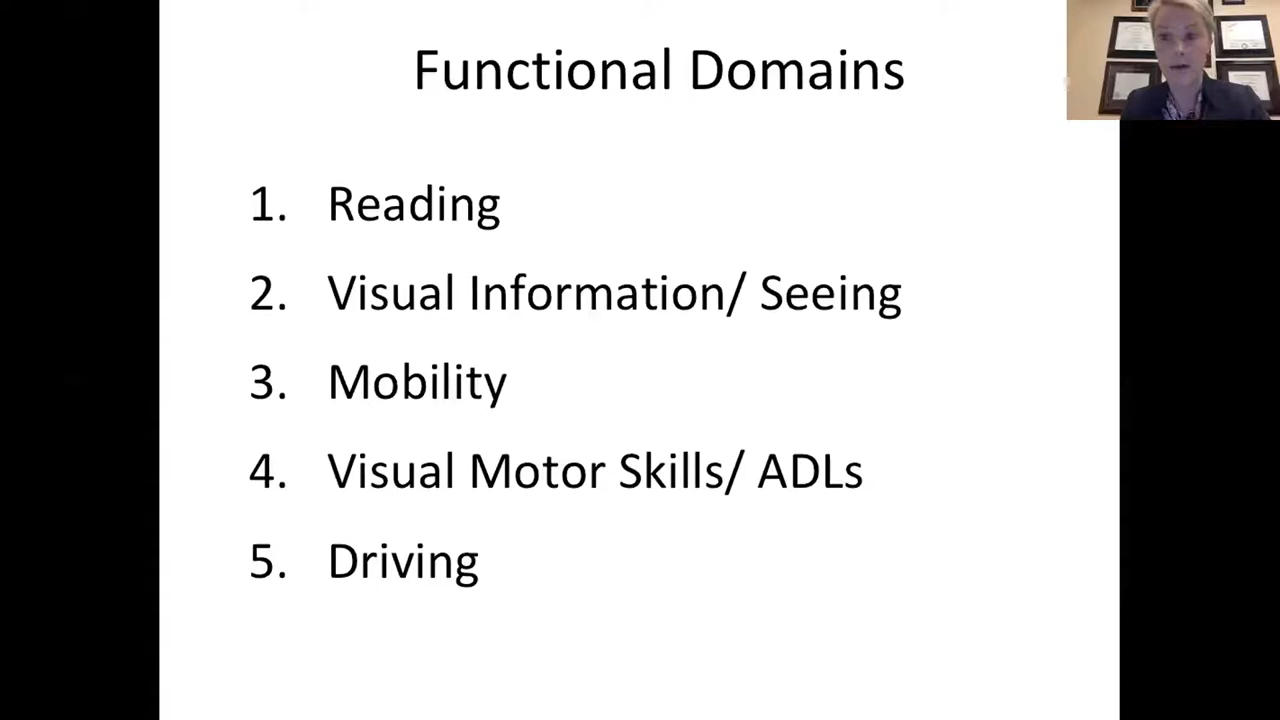 Functional Domains
1. Reading
2. Visual Information/ Seeing
3. Mobility
4. Visual Motor Skills/ ADLs
5. Driving